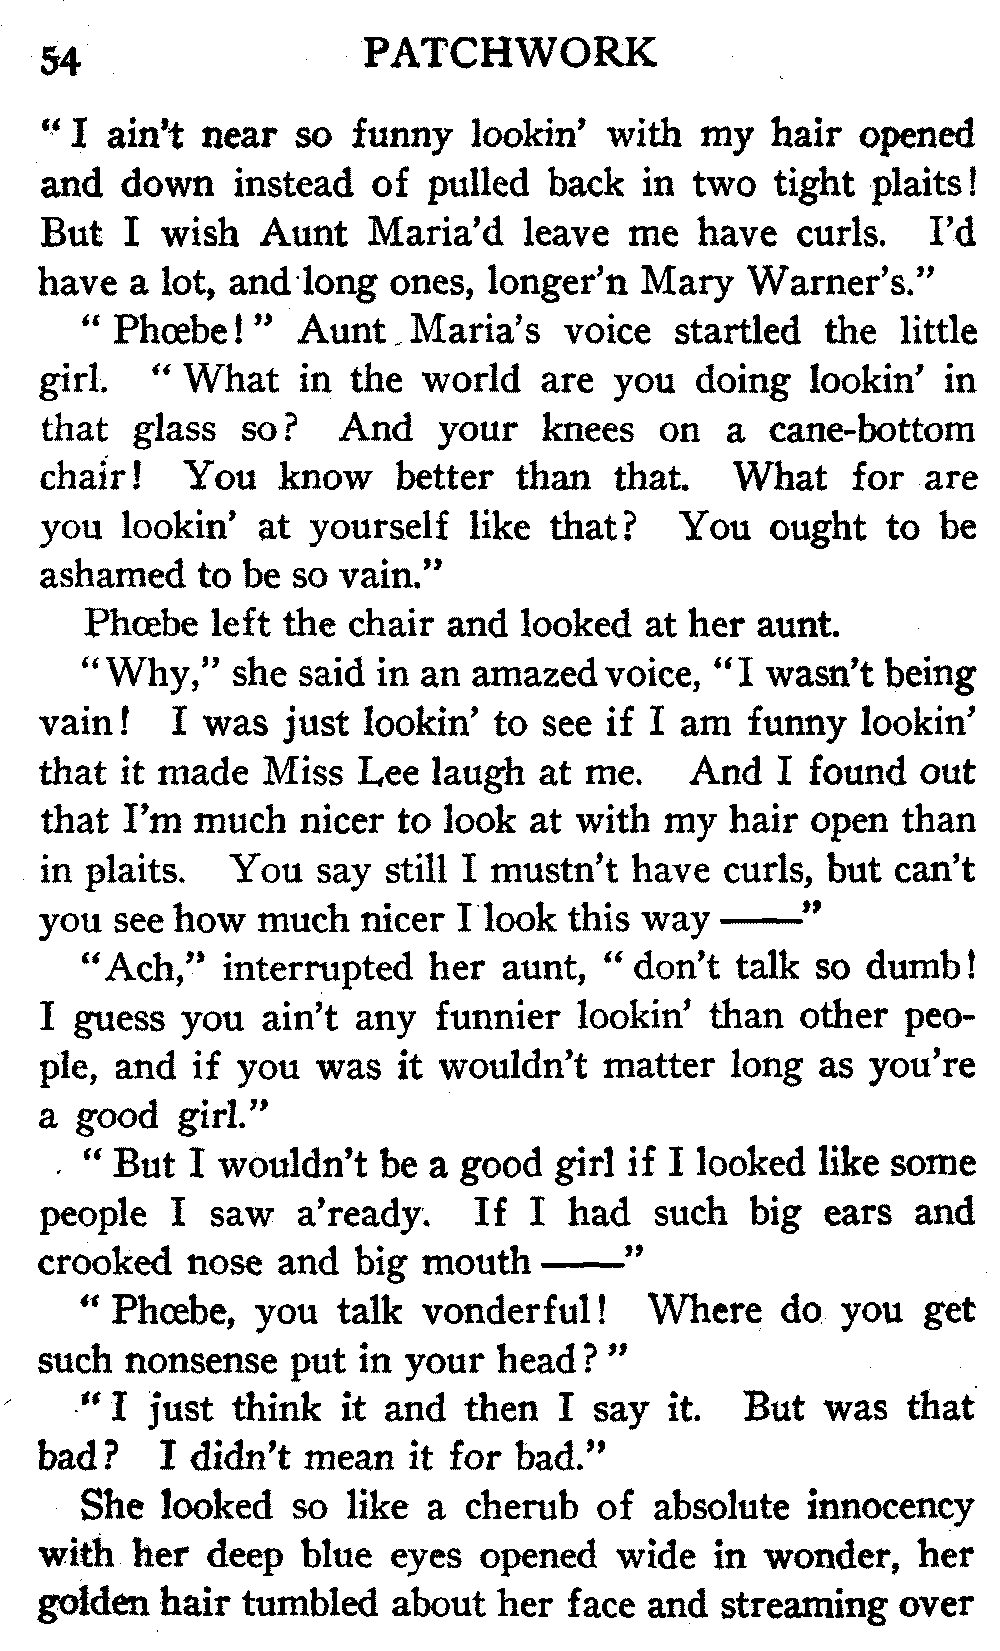 54 PATCHWORK
“ I ain’t near so funny lookin’ with my hair opened
and down instead of pulled back in two tight plaits!
But I wish Aunt Maria’d leave me have curls. I’d
have a lot, and long ones, longer’n Mary Warner’s.”
“ Phœbe! ” Aunt Maria’s voice startled the little
girl. “ What in the world are you doing lookin’ in
that glass so? And your knees on a cane-bottom
chair! You know better than that. What for are
you lookin’ at yourself like that? You ought to be
ashamed to be so vain.”
Phœbe left the chair and looked at her aunt.
“ Why,” she said in an amazed voice, “ I wasn’t being
vain! I was just lookin’ to see if I am funny lookin’
that it made Miss Lee laugh at me. And I found out
that I’m much nicer to look at with my hair open than
in plaits. You say still I mustn’t have curls, but can’t
you see how much nicer I look this way ——”
“ Ach,” interrupted her aunt, “ don’t talk so dumb!
I guess you ain’t any funnier lookin’ than other peo-
ple, and if you was it wouldn’t matter long as you’re
a good girl.”
“ But I wouldn’t be a good girl if I looked like some
people I saw a’ready. If I had such big ears and
crooked nose and big mouth ——”
“ Phœbe, you talk vonderful! Where do you get
such nonsense put in your head? ”
“ I just think it and then I say it. But was that
bad? I didn’t mean it for bad.”
She looked so like a cherub of absolute innocency
with her deep blue eyes opened wide in wonder, her
golden hair tumbled about her face and streaming over